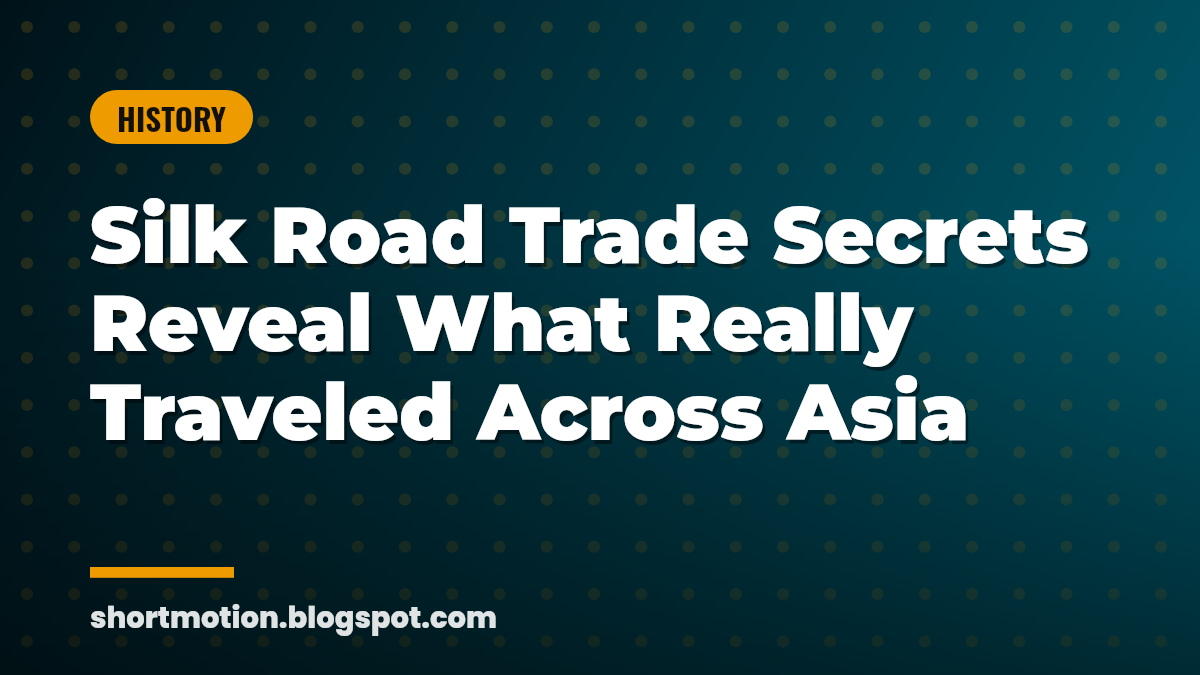 HISTORY
Silk Road Trade Secrets
Reveal What Really
Traveled Across Asia
shortmotion.blogspot.com